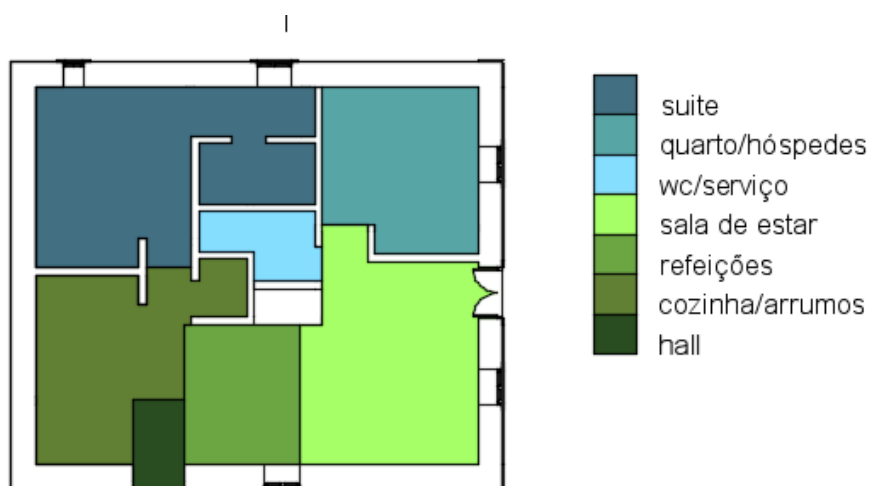 suite
quarto/hóspedes
wc/serviço
sala de estar
refeições
cozinha/arrumos
hall